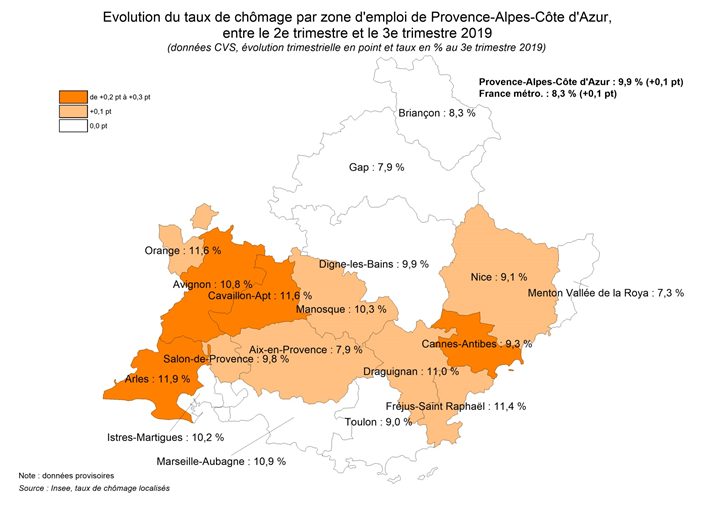 Evolution du taux de chômage par zone d'emploi de Provence-Alpes-Côte d'Azur,
entre le 2e trimestre et le 3e trimestre 2019
(données CVS, évolution trimestrielle en point et taux en % au 3e trimestre 2019)
Provence-Alpes-Côte d'Azur : 9,9 % (+0,1 pt)
France métro. : 8,3 % (+0,1 pt)
de +0,2 pt à +0,3 pt
+0,1 pt
0,0 pt
Briançon : 8,3 %
Gap : 7,9 %
Orange : 11,6 %
Digne-les-Bains : 9,9 %
Nice : 9,1 %
Avignon : 10,8 %
Cavaillon-Apt : 11,6 %
Menton Vallée de la Roya : 7,3 %
Manosque : 10,3 %
Cannes-Antibes : 9,3 %
Aix-en-Provence : 7,9 %
Salon-de-Provence : 9,8 %
Draguignan : 11,0 %
Arles : 11,9 %
Fréjus-Saint Raphaël : 11,4 %
Toulon : 9,0 %
Istres-Martigues : 10,2 %
Marseille-Aubagne : 10,9 %
Note : données provisoires
Source : Insee, taux de chômage localisés